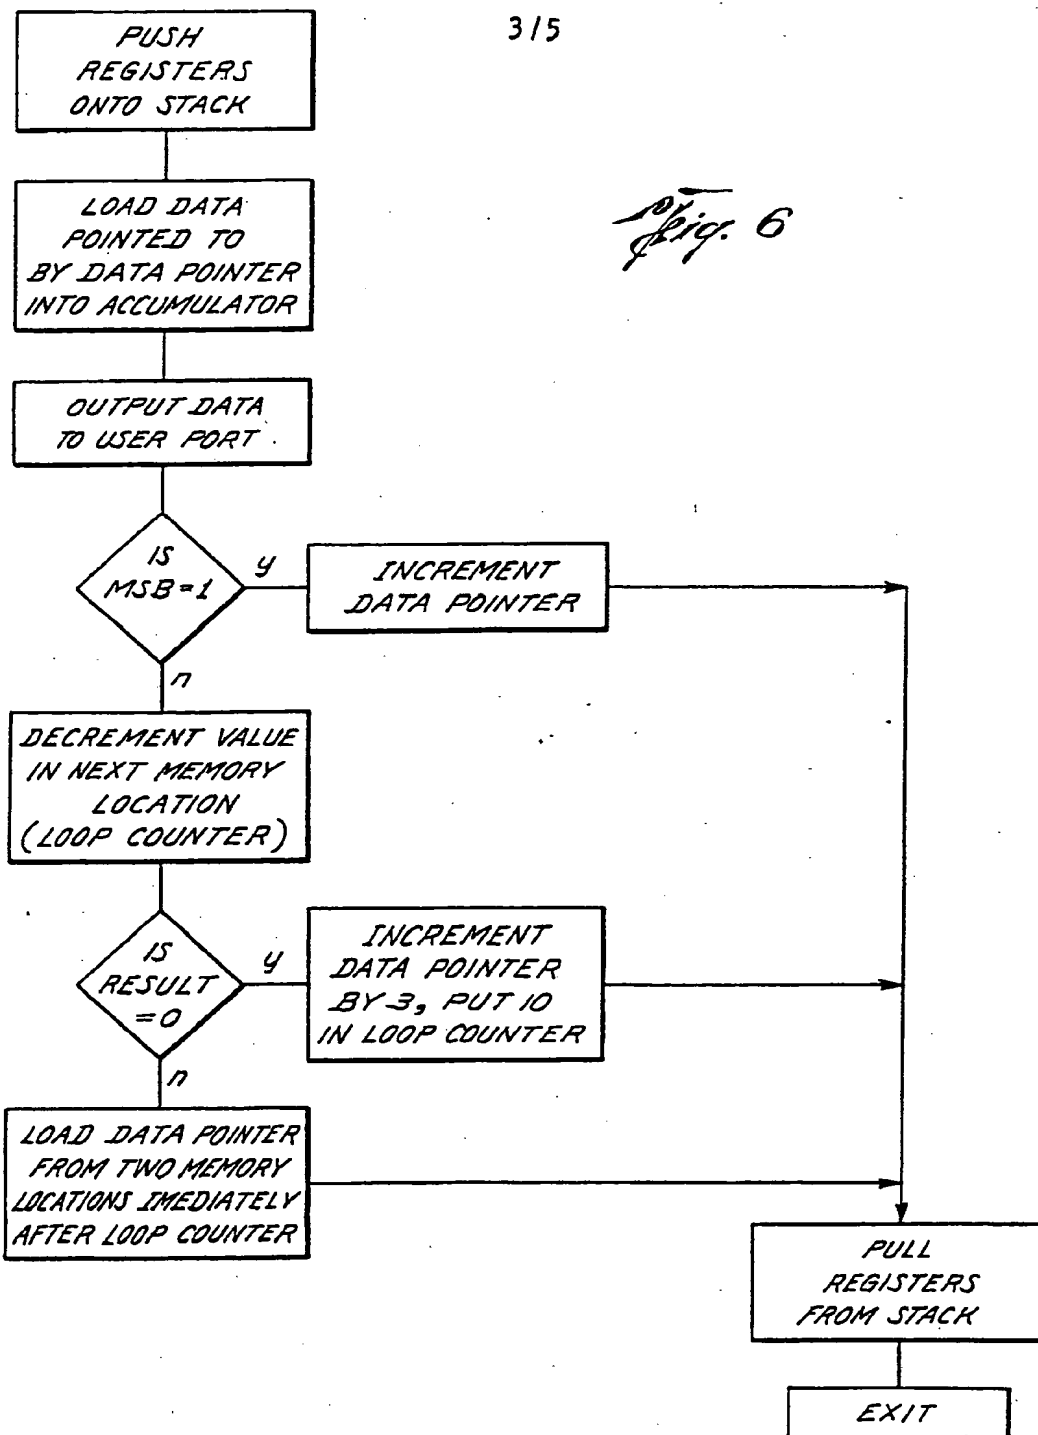 3/5
PUSH
REGISTERS
ONTO STACK
Fig. 6
LOAD DATA
POINTED TO
BY DATA POINTER
INTO ACCUMULATOR
OUTPUT DATA
TO USER PORT
IS
MSB=1
y
INCREMENT
DATA POINTER
n
DECREMENT VALUE
IN NEXT MEMORY
LOCATION
(LOOP COUNTER)
IS
RESULT
=0
y
INCREMENT
DATA POINTER
BY 3, PUT 10
IN LOOP COUNTER
n
LOAD DATA POINTER
FROM TWO MEMORY
LOCATIONS IMEDIATELY
AFTER LOOP COUNTER
PULL
REGISTERS
FROM STACK
EXIT